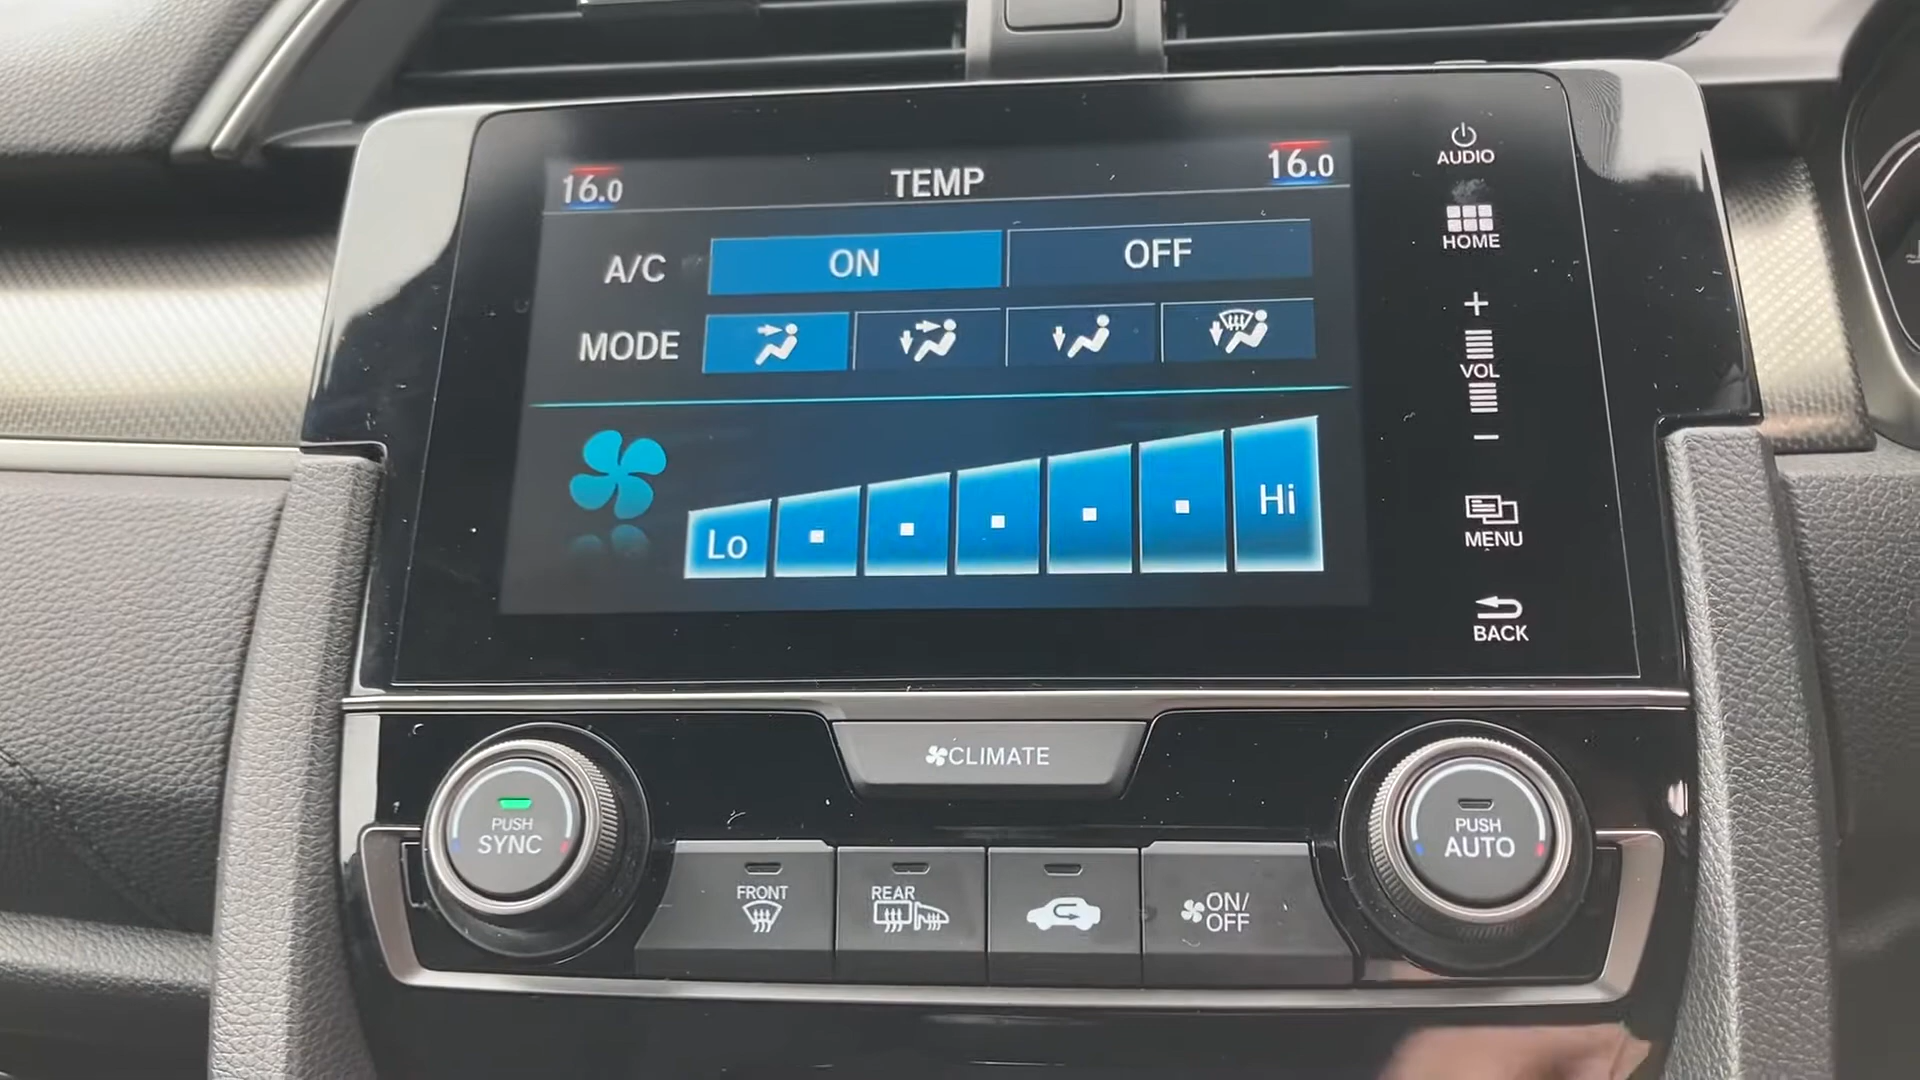 16.0 TEMP 16.0
A/C ON OFF
MODE
Lo Hi
AUDIO
HOME
+
VOL
−
MENU
BACK
CLIMATE
PUSH
SYNC
FRONT
REAR
ON/
OFF
PUSH
AUTO